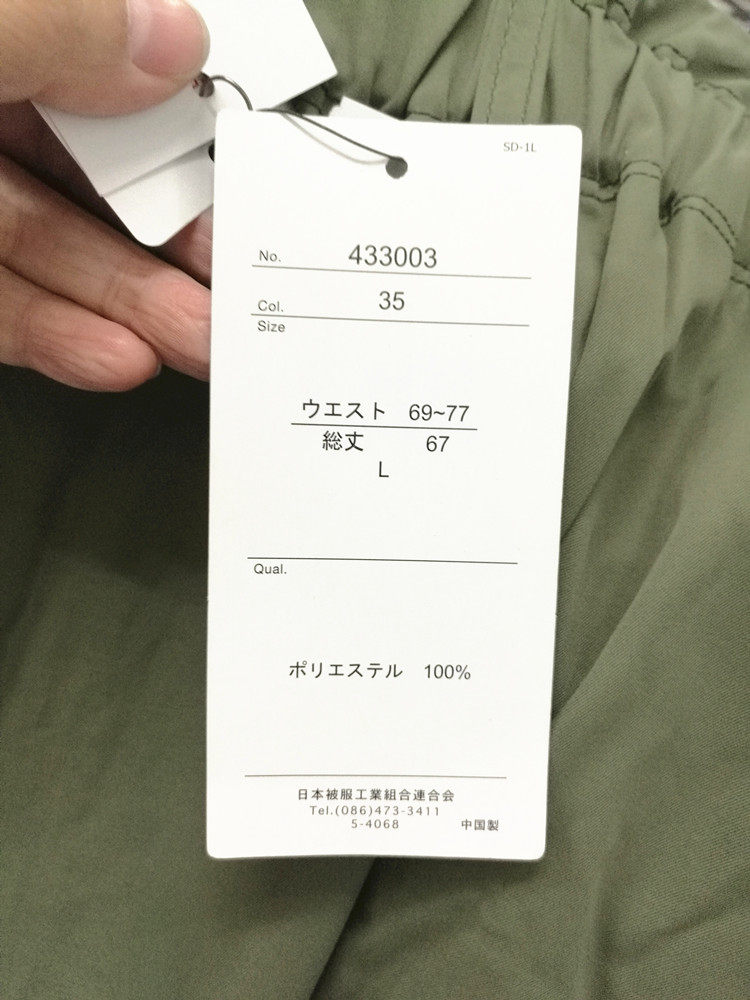 SD-1L
No. 433003
Col. 35
Size
ウエスト 69~77
総丈 67
L
Qual.
ポリエステル 100%
日本被服工業組合連合会
Tel.(086)473-3411
5-4068 中国製